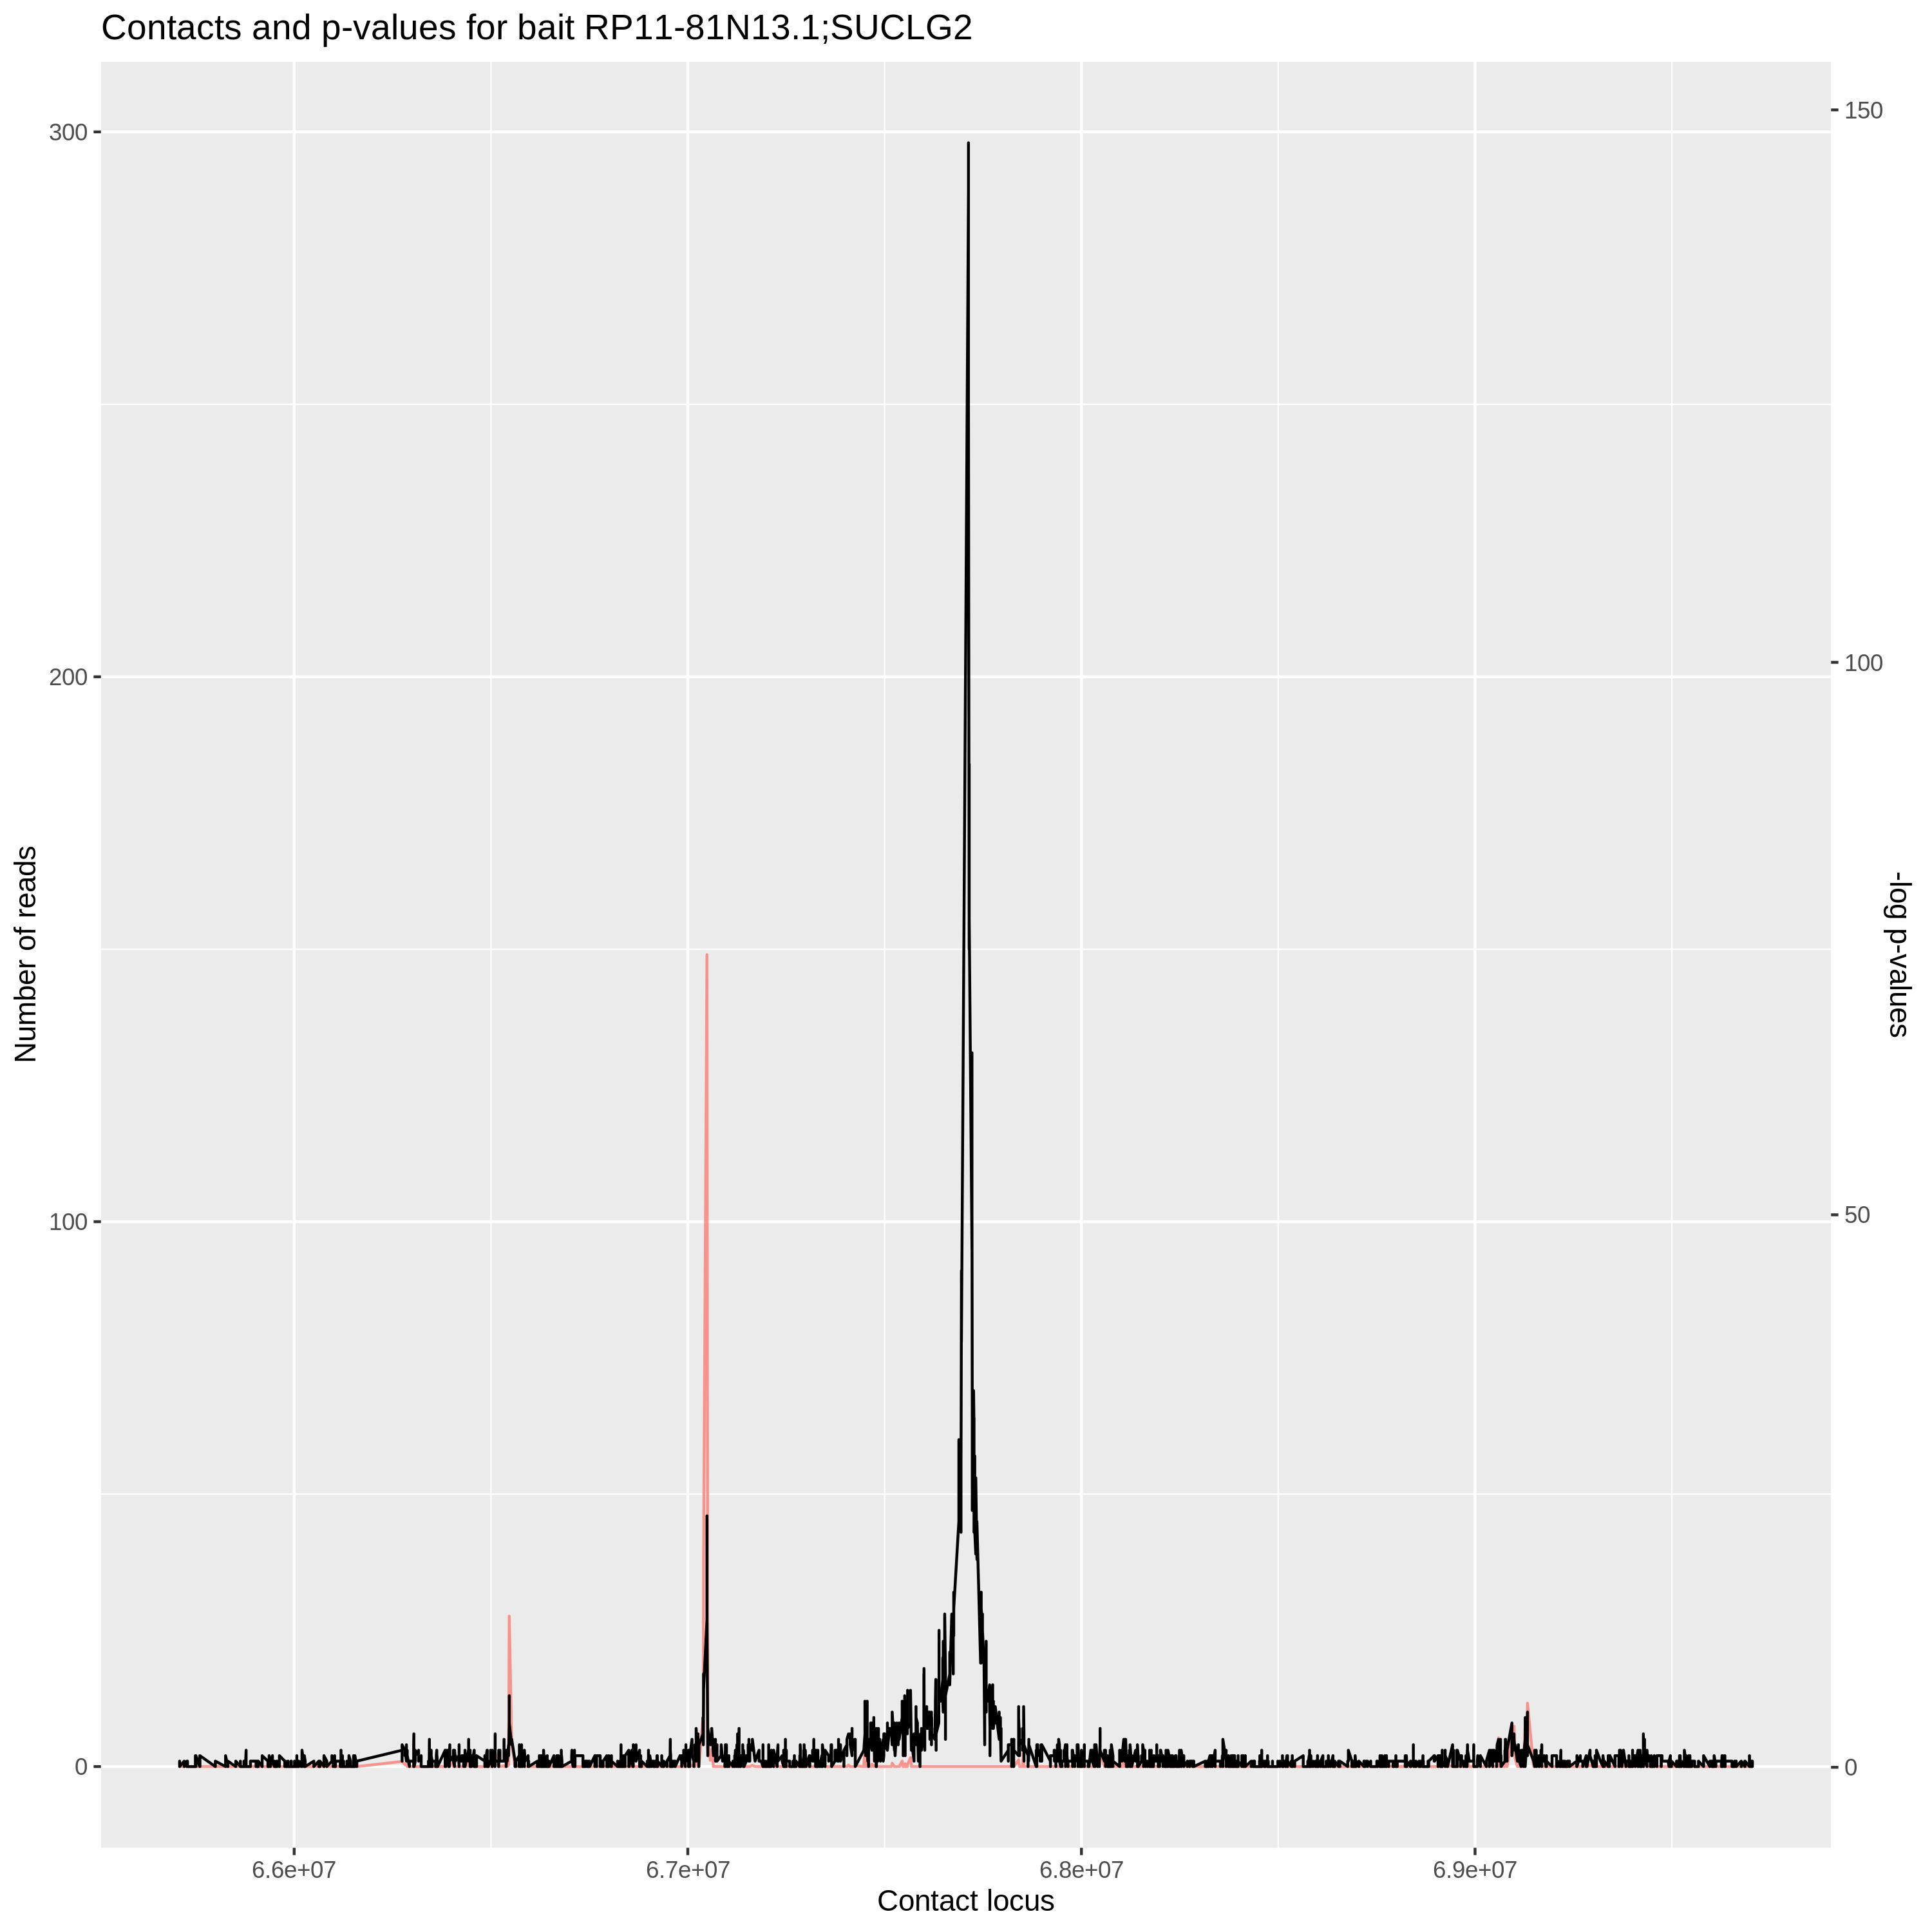 Contacts and p-values for bait RP11-81N13.1;SUCLG2
300
200
100
0
Number of reads
150
100
50
0
-log p-values
6.6e+07
6.7e+07
6.8e+07
6.9e+07
Contact locus